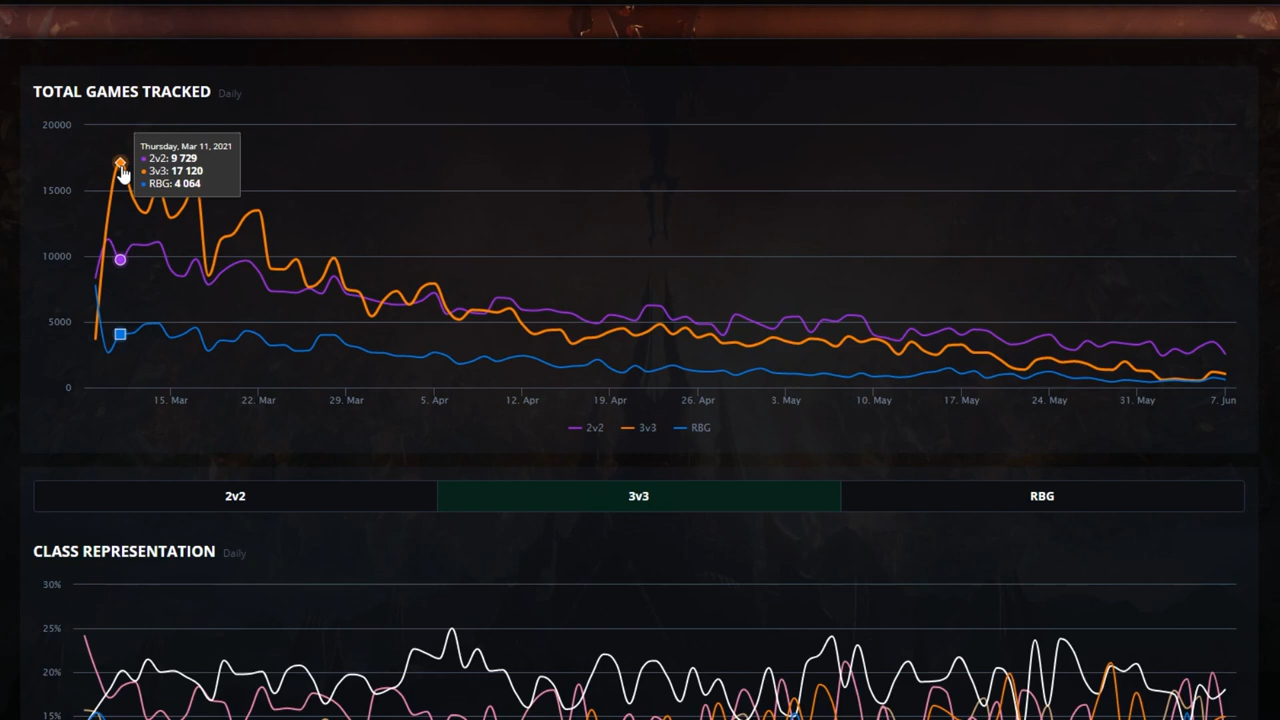 TOTAL GAMES TRACKED Daily
20000
Thursday, Mar 11, 2021
2v2: 9 729
3v3: 17 120
RBG: 4 064
15000
10000
5000
0
15. Mar 22. Mar 29. Mar 5. Apr 12. Apr 19. Apr 26. Apr 3. May 10. May 17. May 24. May 31. May 7. Jun
2v2 3v3 RBG
2v2 3v3 RBG
CLASS REPRESENTATION Daily
30%
25%
20%
15%